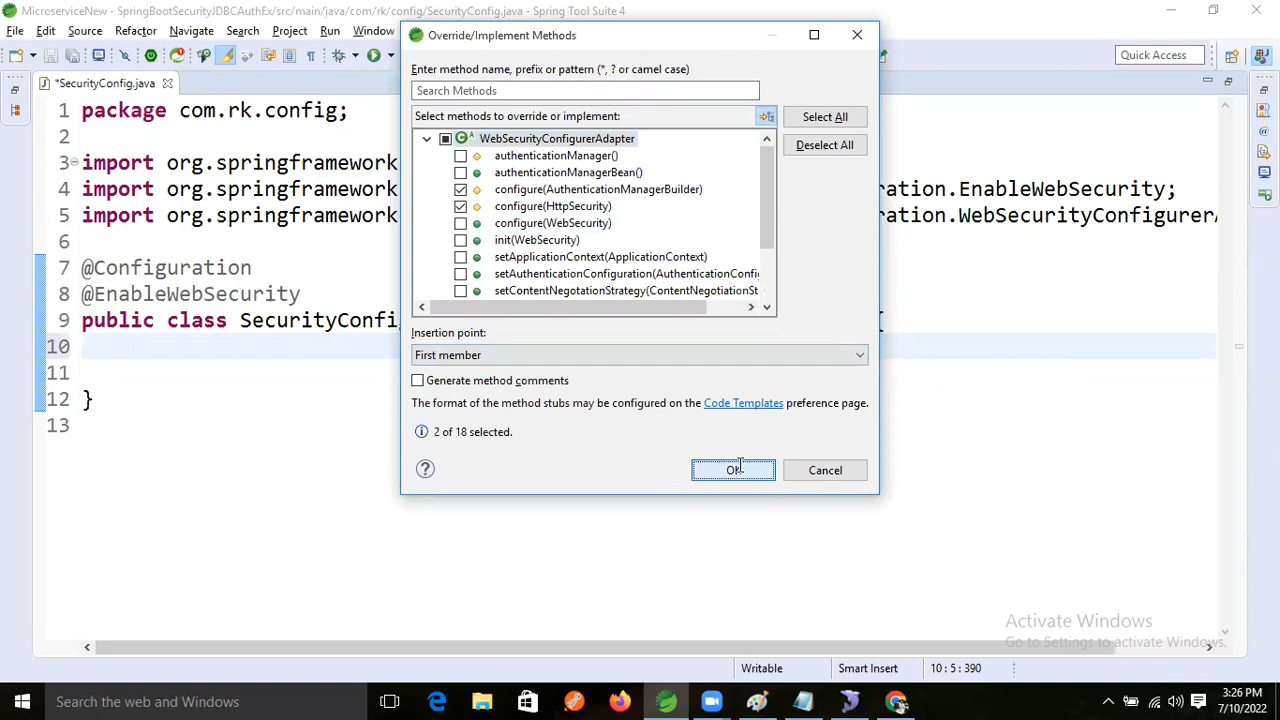 MicroserviceNew - SpringBootSecurityJDBCAuthEx/src/main/java/com/rk/config/SecurityConfig.java - Spring Tool Suite 4
File Edit Source Refactor Navigate Search Project Run Window
Quick Access
*SecurityConfig.java
1 package com.rk.config;
2
3 import org.springframework
4 import org.springframework ration.EnableWebSecurity;
5 import org.springframework ration.WebSecurityConfigurerA
6
7 @Configuration
8 @EnableWebSecurity
9 public class SecurityConfi {
10
11
12 }
13
Override/Implement Methods
Enter method name, prefix or pattern (*, ? or camel case)
Search Methods
Select methods to override or implement:
Select All
Deselect All
WebSecurityConfigurerAdapter
authenticationManager()
authenticationManagerBean()
configure(AuthenticationManagerBuilder)
configure(HttpSecurity)
configure(WebSecurity)
init(WebSecurity)
setApplicationContext(ApplicationContext)
setAuthenticationConfiguration(AuthenticationConfi
setContentNegotationStrategy(ContentNegotiationSt
Insertion point:
First member
Generate method comments
The format of the method stubs may be configured on the Code Templates preference page.
2 of 18 selected.
OK
Cancel
Activate Windows
Go to Settings to activate Windows.
Writable Smart Insert 10 : 5 : 390
Search the web and Windows
3:26 PM
7/10/2022